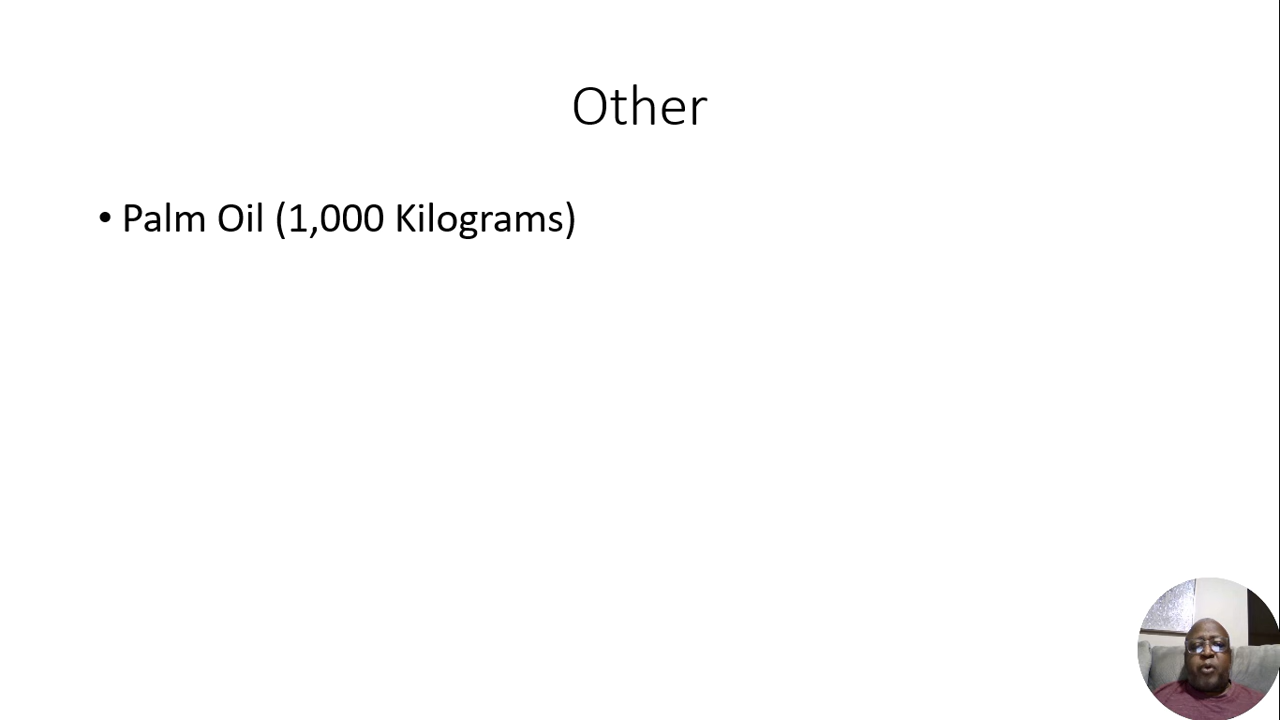 Other
• Palm Oil (1,000 Kilograms)